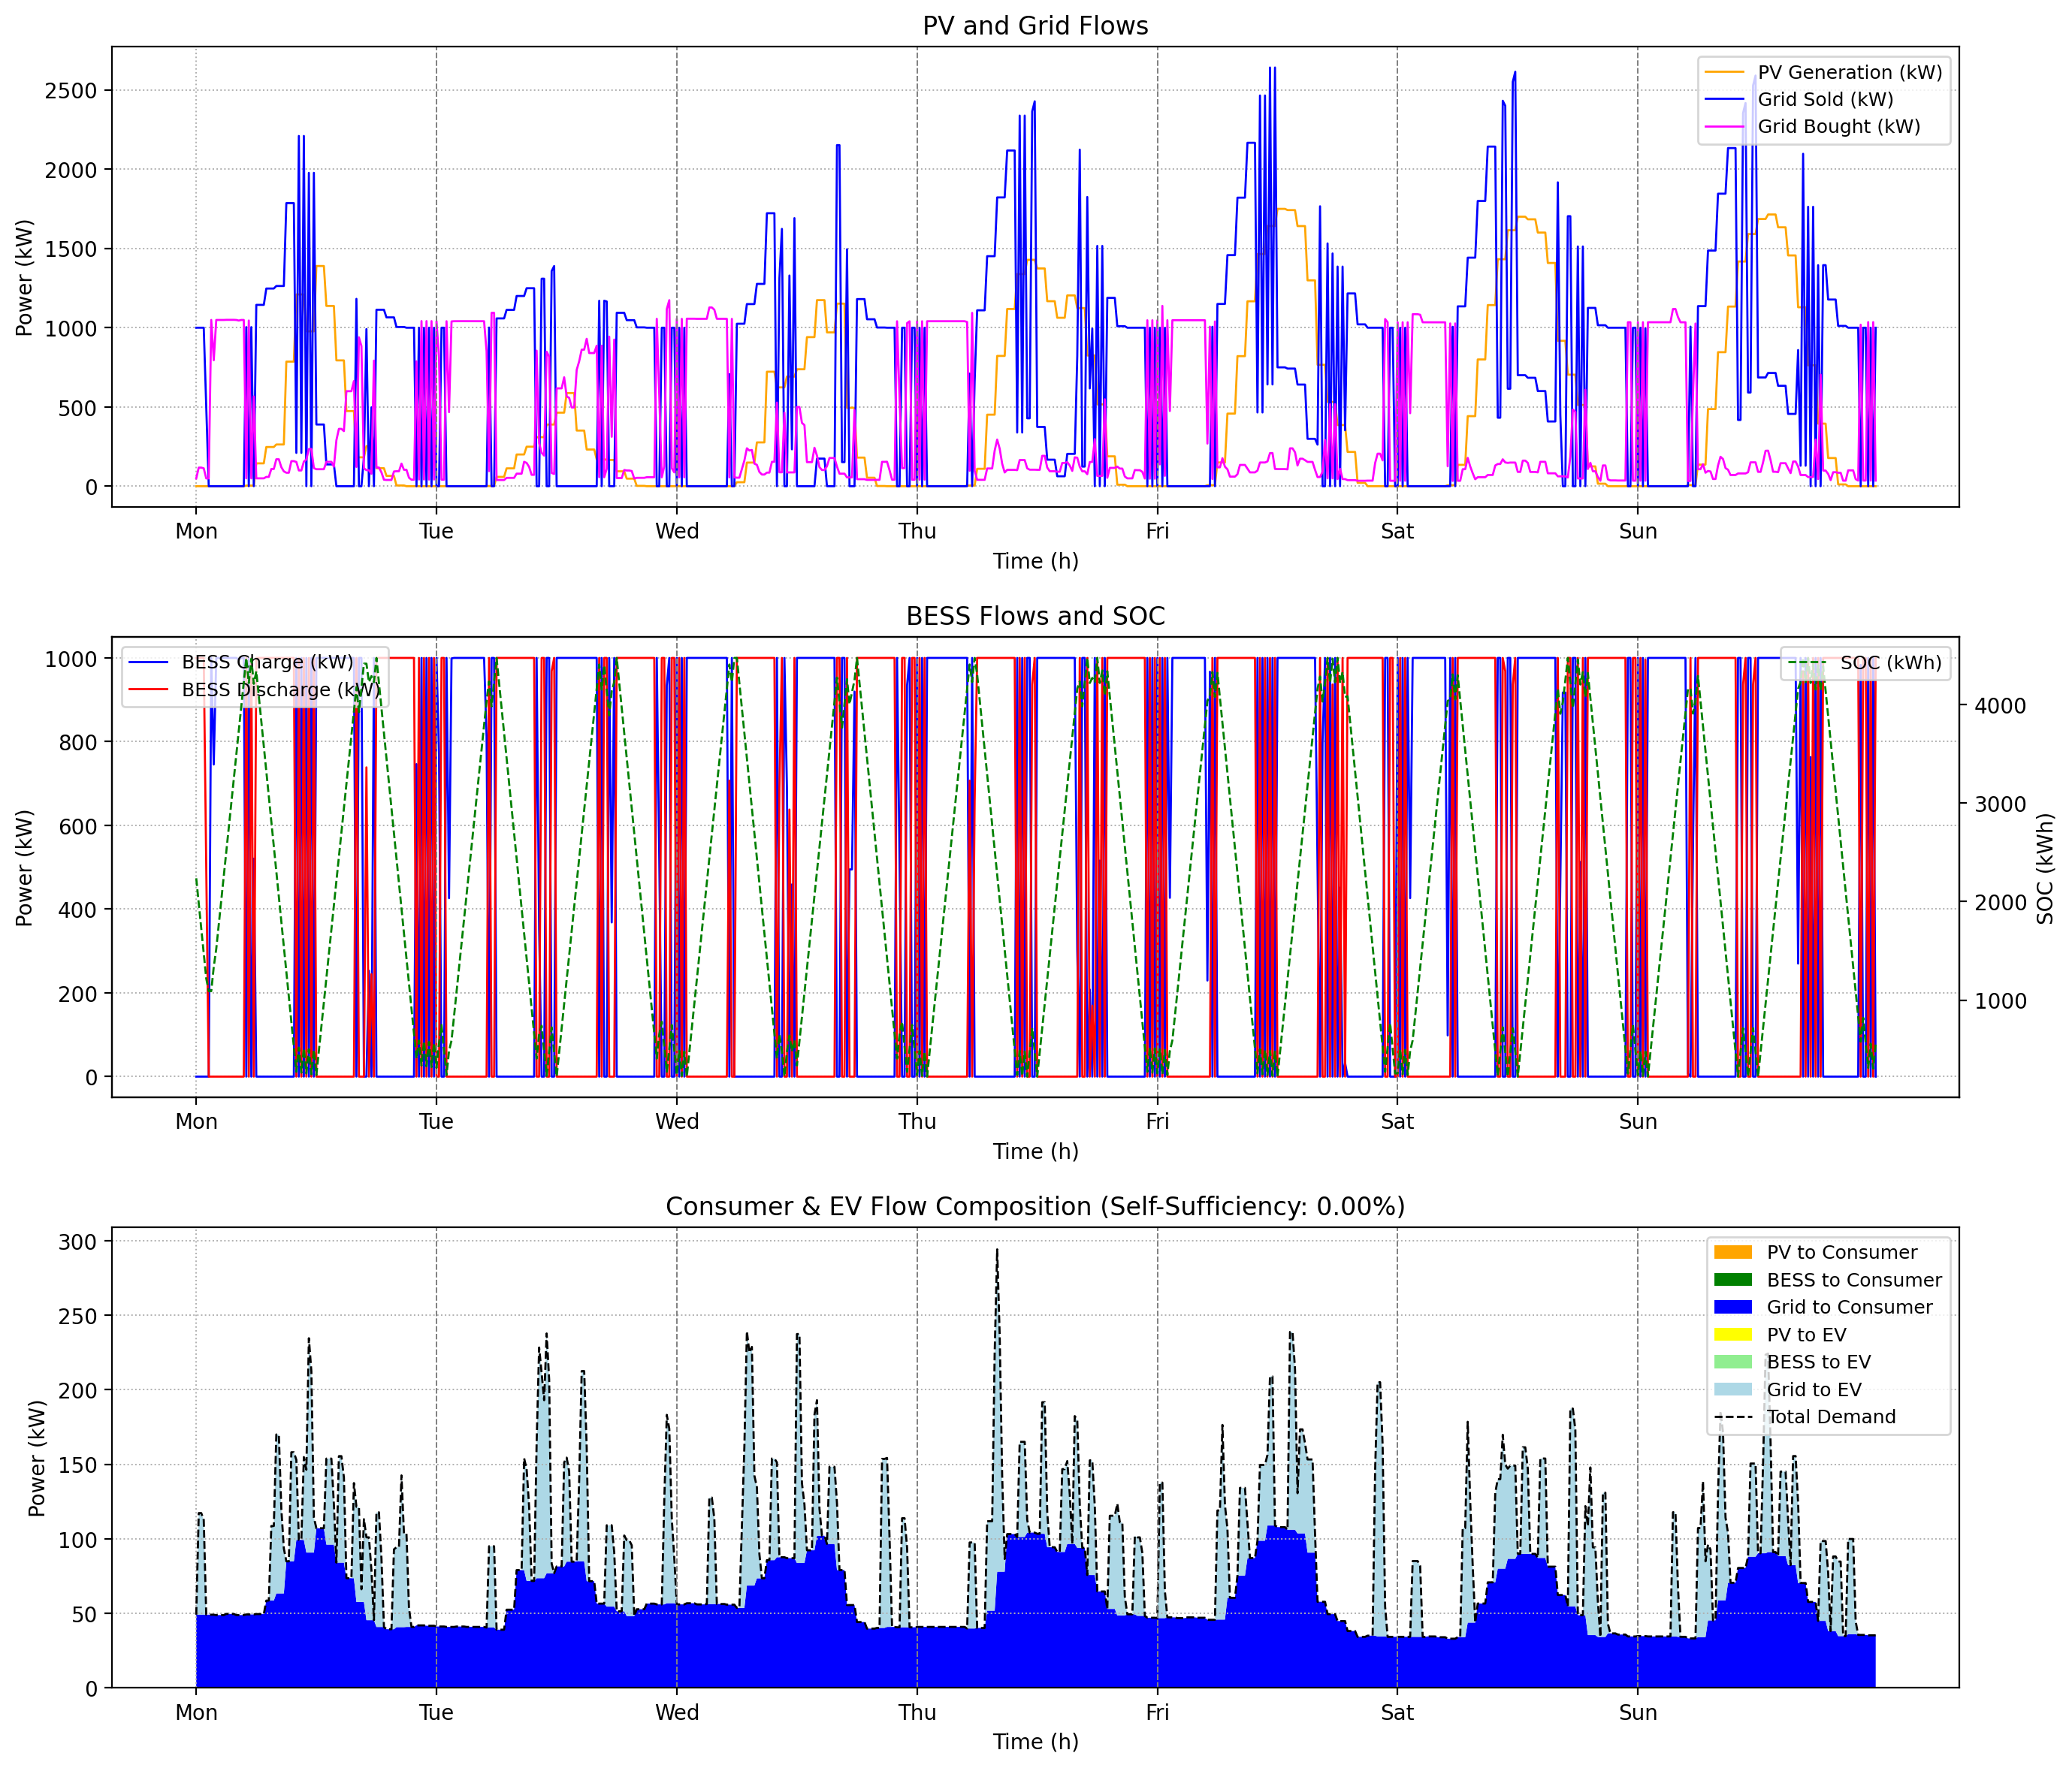 PV and Grid Flows
Power (kW)
2500
2000
1500
1000
500
0
PV Generation (kW)
Grid Sold (kW)
Grid Bought (kW)
Mon Tue Wed Thu Fri Sat Sun
Time (h)
BESS Flows and SOC
Power (kW)
1000
800
600
400
200
0
BESS Charge (kW)
BESS Discharge (kW)
SOC (kWh)
4000
3000
2000
1000
SOC (kWh)
Mon Tue Wed Thu Fri Sat Sun
Time (h)
Consumer & EV Flow Composition (Self-Sufficiency: 0.00%)
Power (kW)
300
250
200
150
100
50
0
PV to Consumer
BESS to Consumer
Grid to Consumer
PV to EV
BESS to EV
Grid to EV
Total Demand
Mon Tue Wed Thu Fri Sat Sun
Time (h)